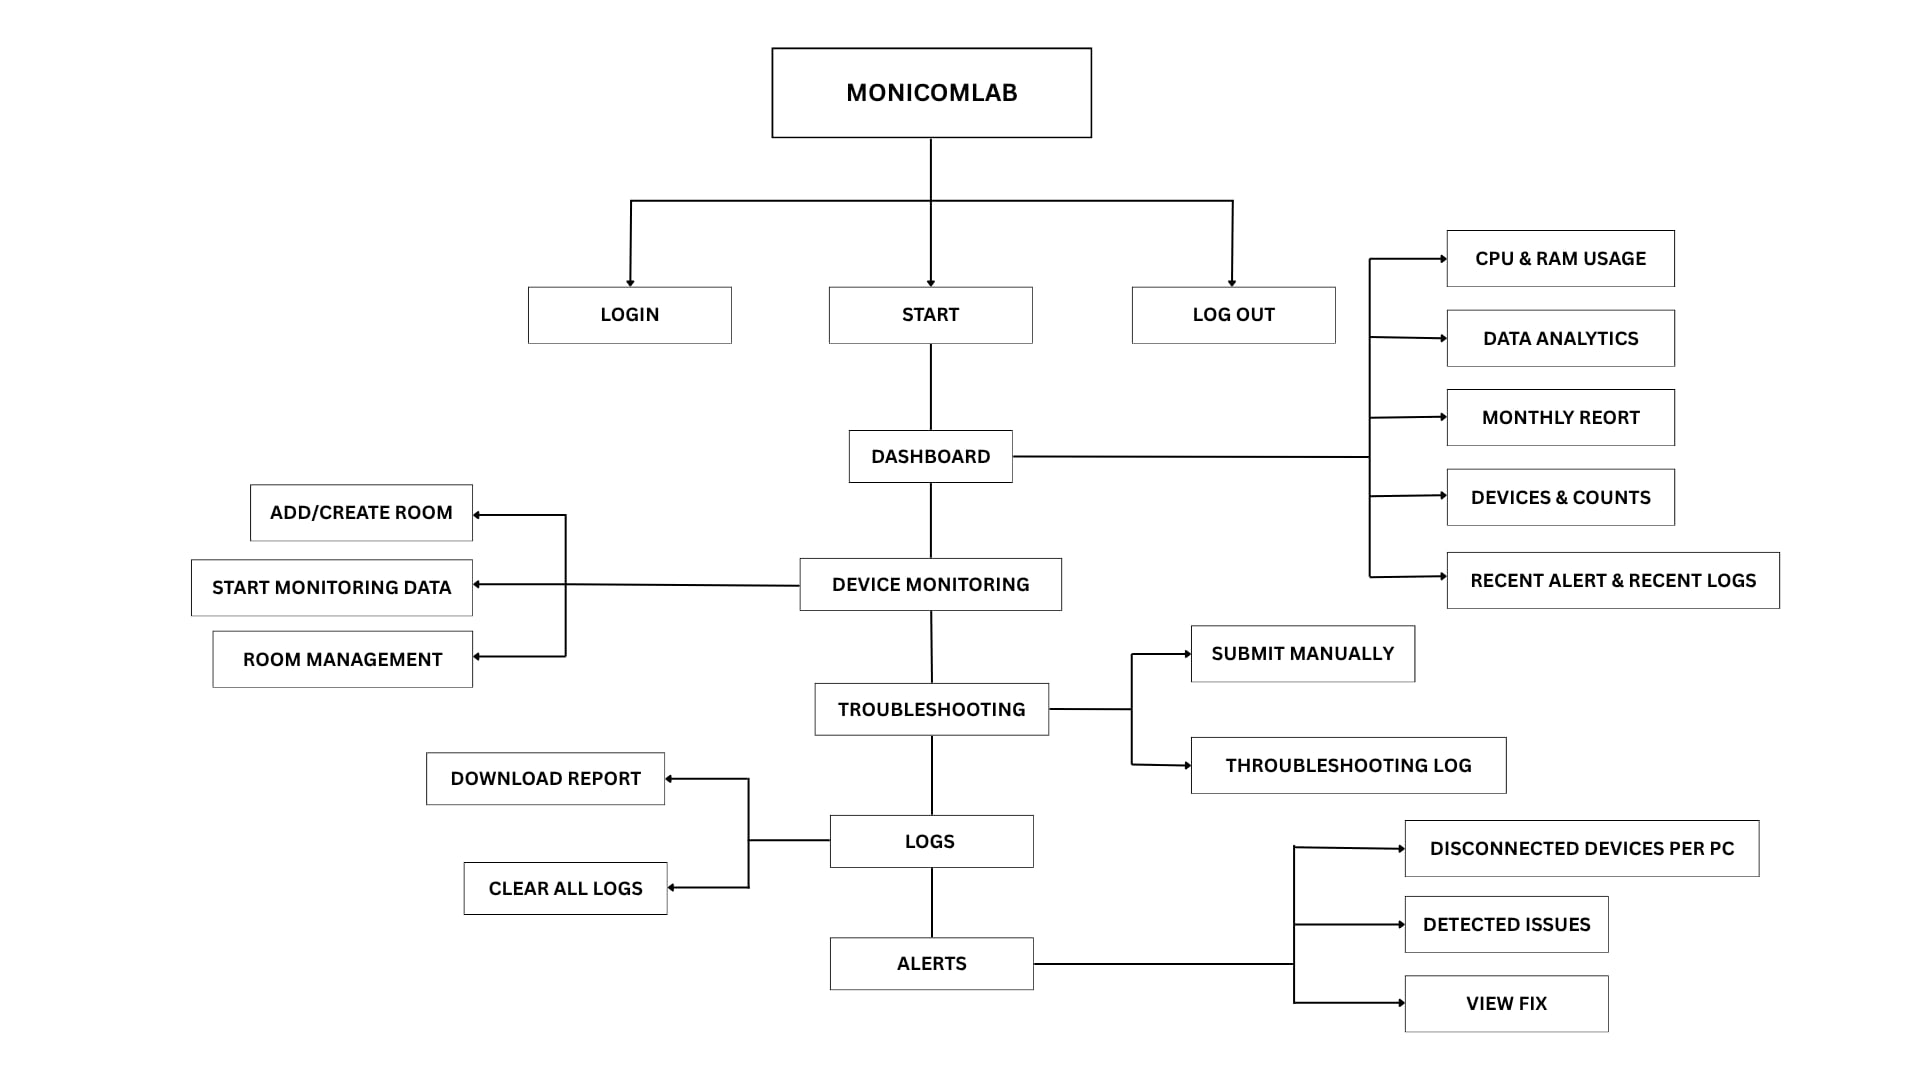 MONICOMLAB
LOGIN
START
LOG OUT
CPU & RAM USAGE
DATA ANALYTICS
MONTHLY REORT
DEVICES & COUNTS
RECENT ALERT & RECENT LOGS
DASHBOARD
ADD/CREATE ROOM
START MONITORING DATA
ROOM MANAGEMENT
DEVICE MONITORING
SUBMIT MANUALLY
TROUBLESHOOTING
THROUBLESHOOTING LOG
DOWNLOAD REPORT
LOGS
CLEAR ALL LOGS
DISCONNECTED DEVICES PER PC
DETECTED ISSUES
ALERTS
VIEW FIX